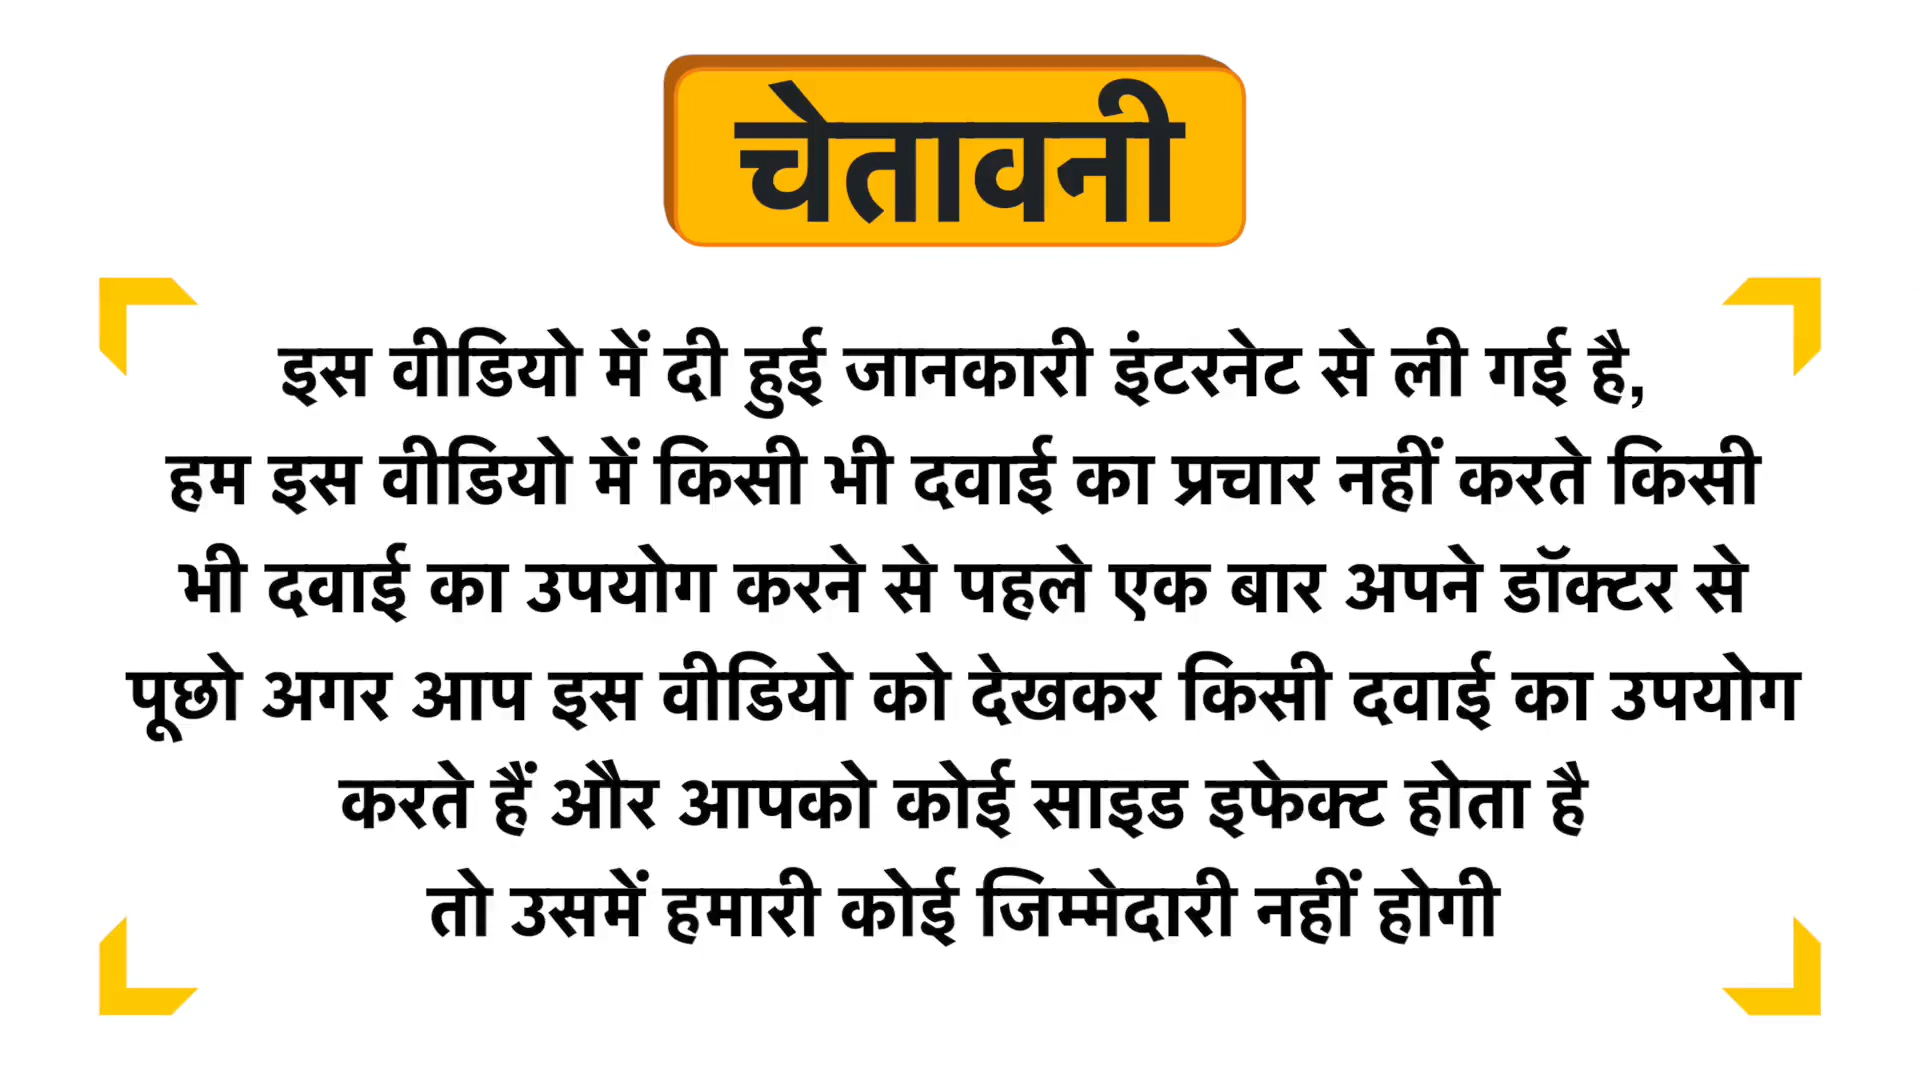 चेतावनी
इस वीडियो में दी हुई जानकारी इंटरनेट से ली गई है,
हम इस वीडियो में किसी भी दवाई का प्रचार नहीं करते किसी
भी दवाई का उपयोग करने से पहले एक बार अपने डॉक्टर से
पूछो अगर आप इस वीडियो को देखकर किसी दवाई का उपयोग
करते हैं और आपको कोई साइड इफेक्ट होता है
तो उसमें हमारी कोई जिम्मेदारी नहीं होगी